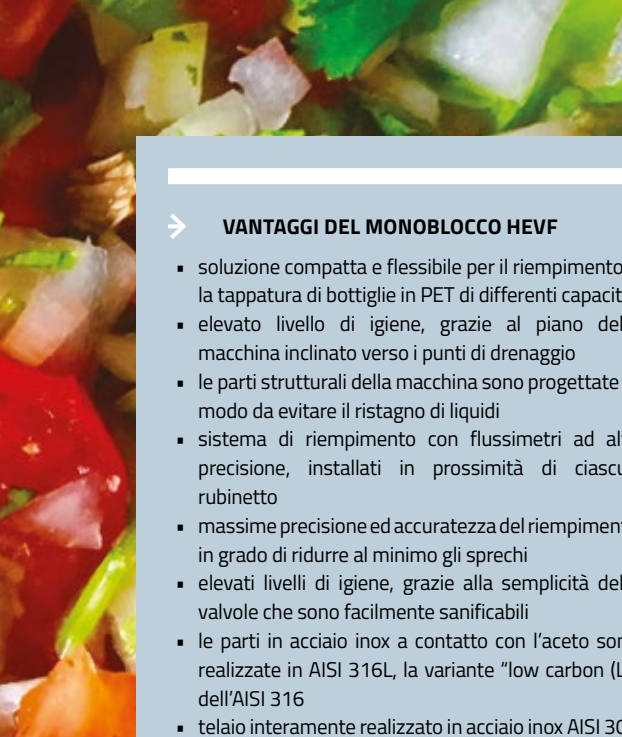 VANTAGGI DEL MONOBLOCCO HEVF
▪ soluzione compatta e flessibile per il riempimento
la tappatura di bottiglie in PET di differenti
▪ elevato livello di igiene, grazie al piano
macchina inclinato verso i punti di drenaggio
▪ le parti strutturali della macchina sono progettate
modo da evitare il ristagno di liquidi
▪ sistema di riempimento con flussimetri ad
precisione, installati in prossimità di
rubinetto
▪ massime precisione ed accuratezza del
in grado di ridurre al minimo gli sprechi
▪ elevati livelli di igiene, grazie alla semplicità
valvole che sono facilmente sanificabili
▪ le parti in acciaio inox a contatto con l’aceto
realizzate in AISI 316L, la variante “low carbon
dell’AISI 316
▪ telaio interamente realizzato in acciaio inox AISI